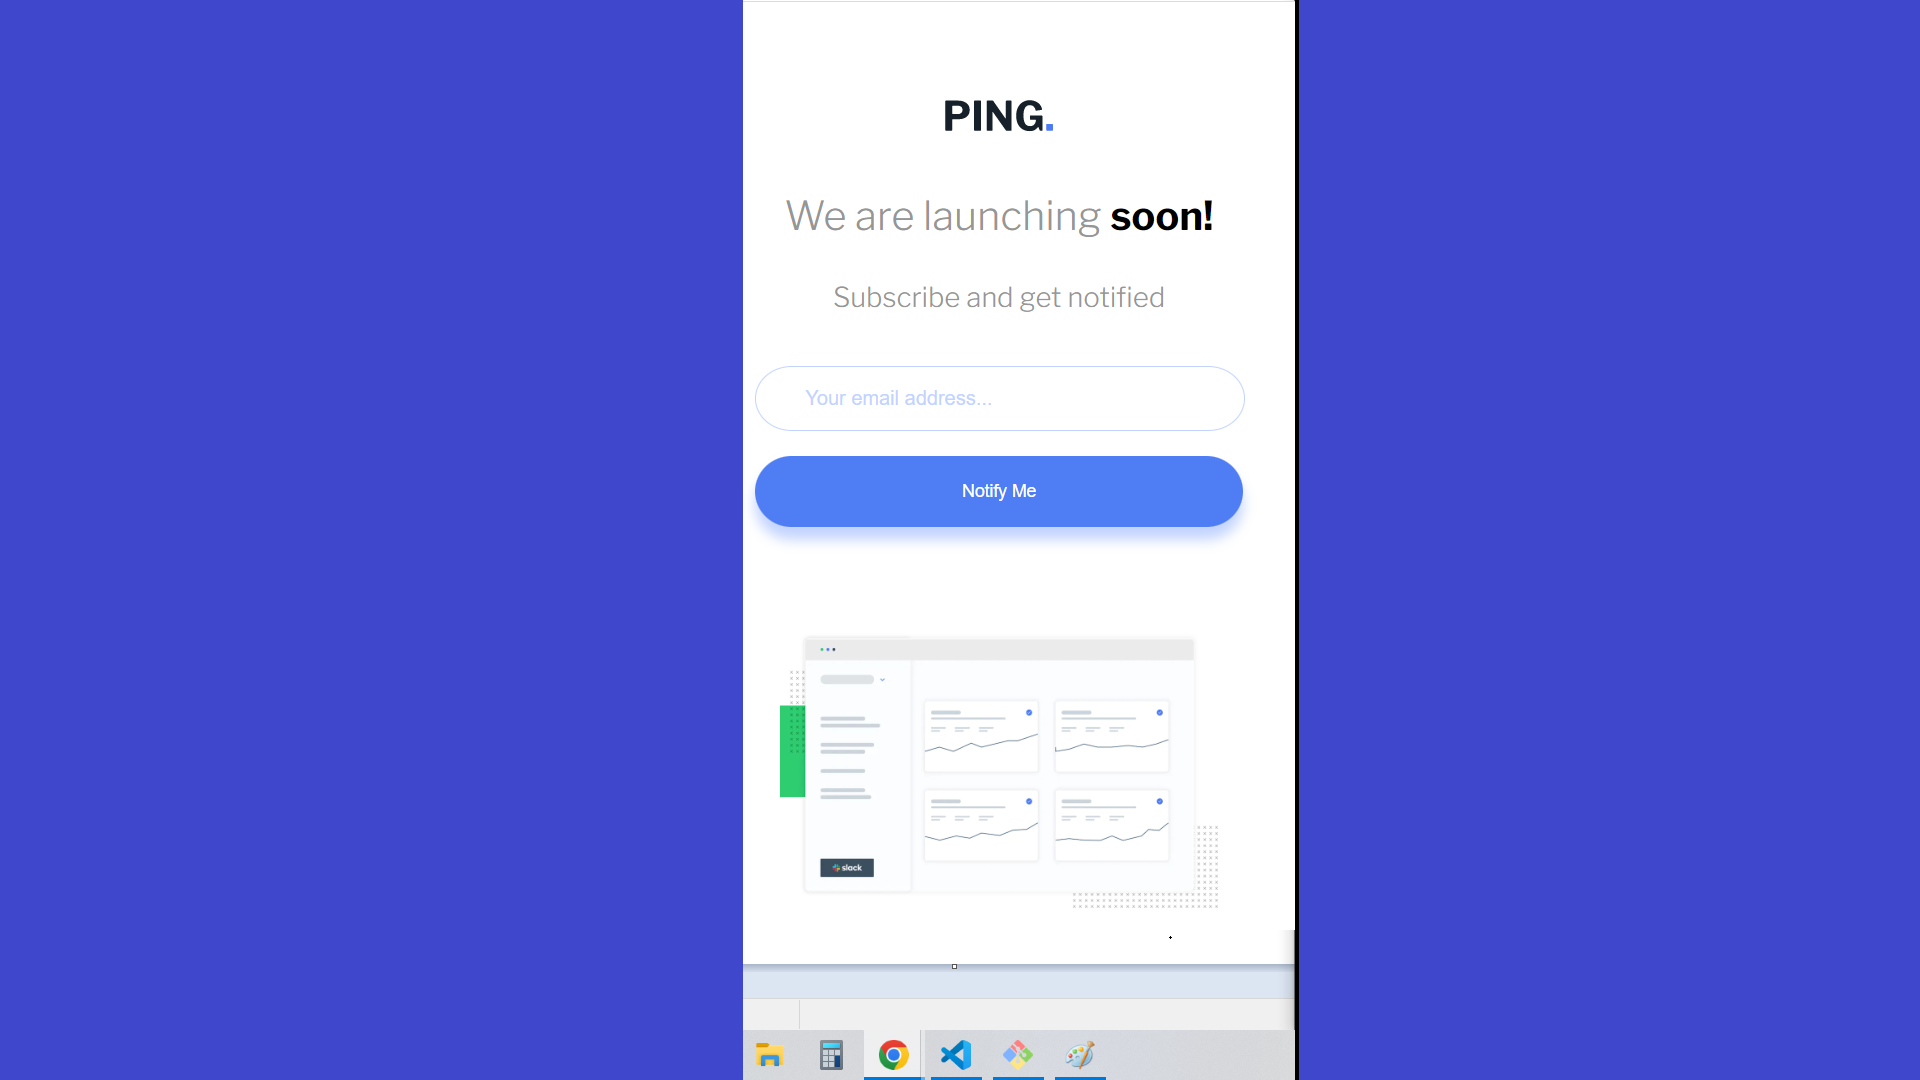 PING.
We are launching soon!
Subscribe and get notified
Your email address...
Notify Me
slack